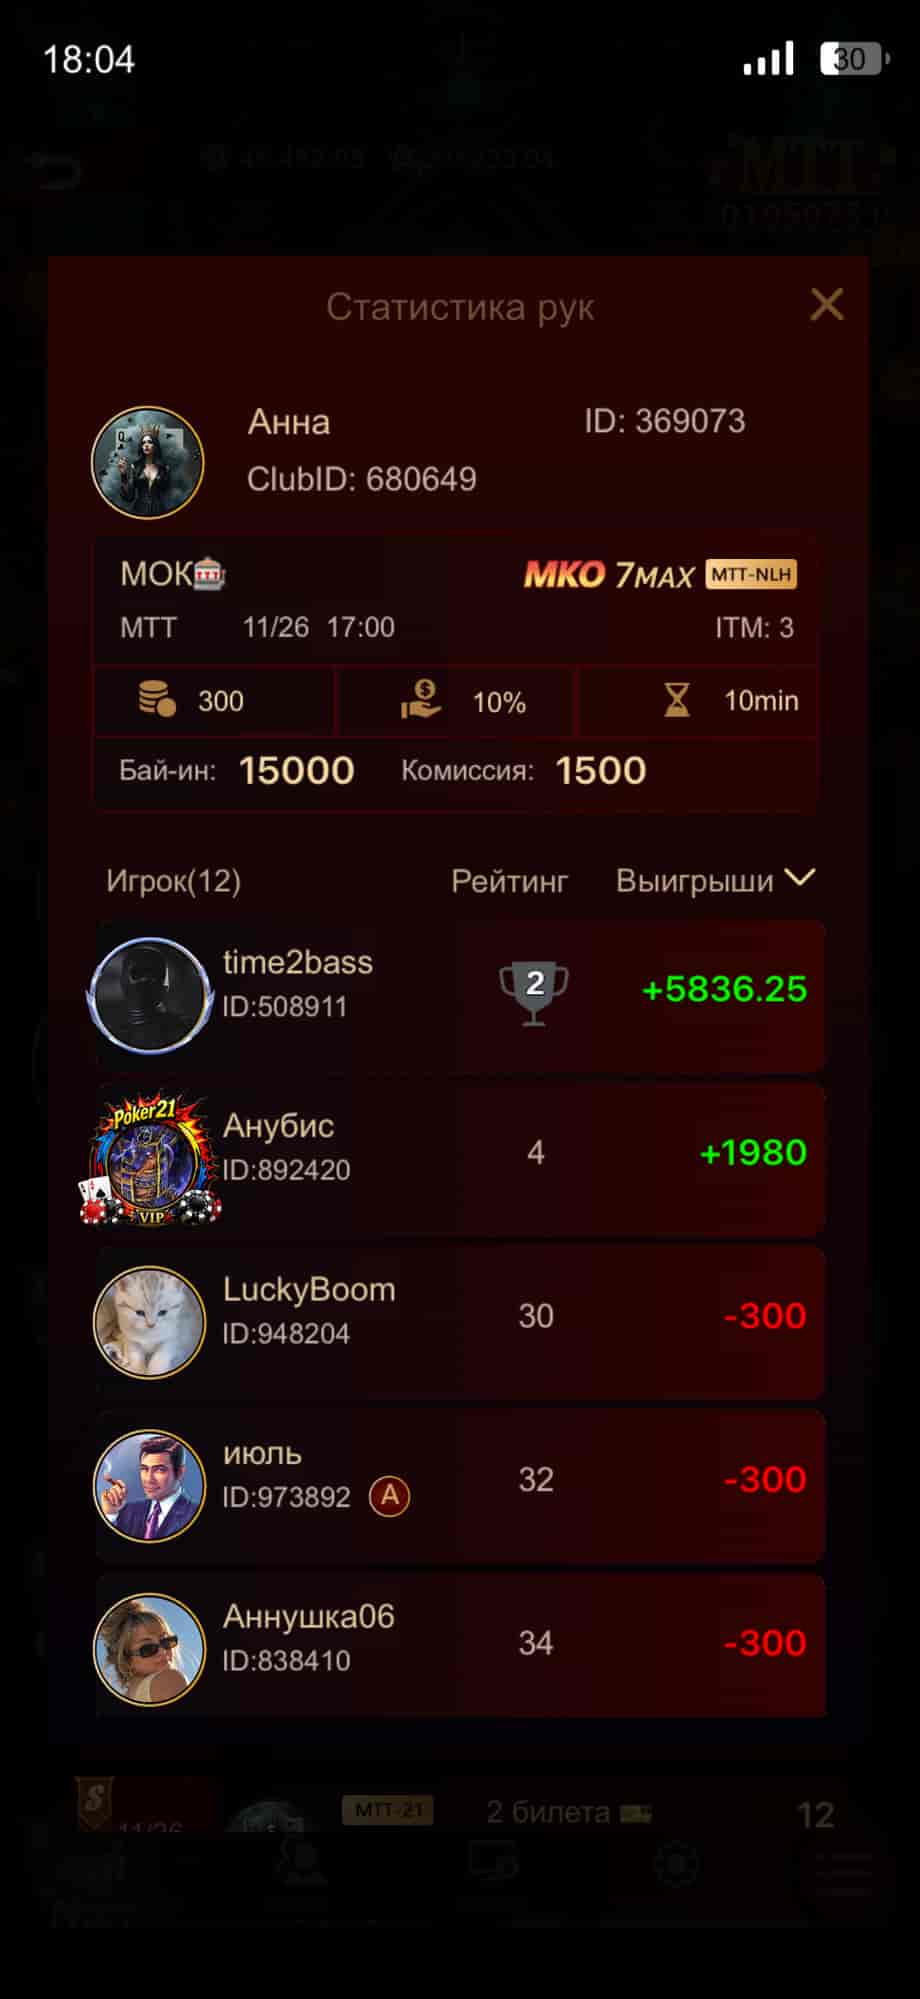 18:04
30
MTT
Статистика рук
Анна
ID: 369073
ClubID: 680649
МОК
MKO 7MAX MTT-NLH
MTT 11/26 17:00 ITM: 3
300 10% 10min
Бай-ин: 15000 Комиссия: 1500
Игрок(12) Рейтинг Выигрыши
time2bass
ID:508911
2
+5836.25
Poker21
VIP
Анубис
ID:892420
4
+1980
LuckyBoom
ID:948204
30
-300
июль
ID:973892 A
32
-300
Аннушка06
ID:838410
34
-300
S
11/26
MTT-21
2 билета
12